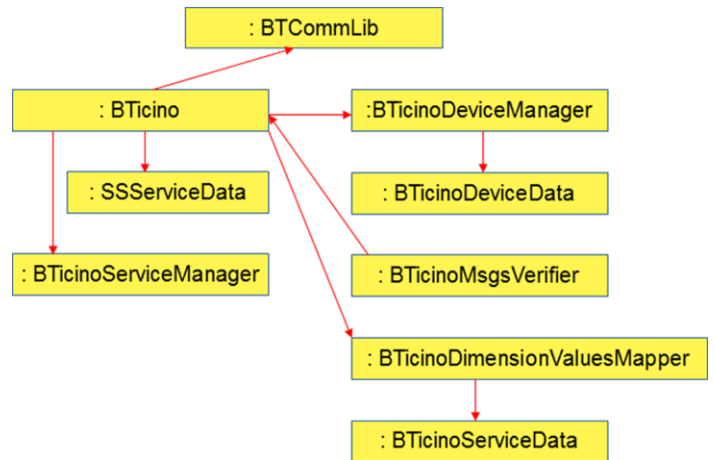 : BTCommLib
: BTicino
:BTicinoDeviceManager
: SSServiceData
: BTicinoDeviceData
: BTicinoServiceManager
: BTicinoMsgsVerifier
: BTicinoDimensionValuesMapper
: BTicinoServiceData